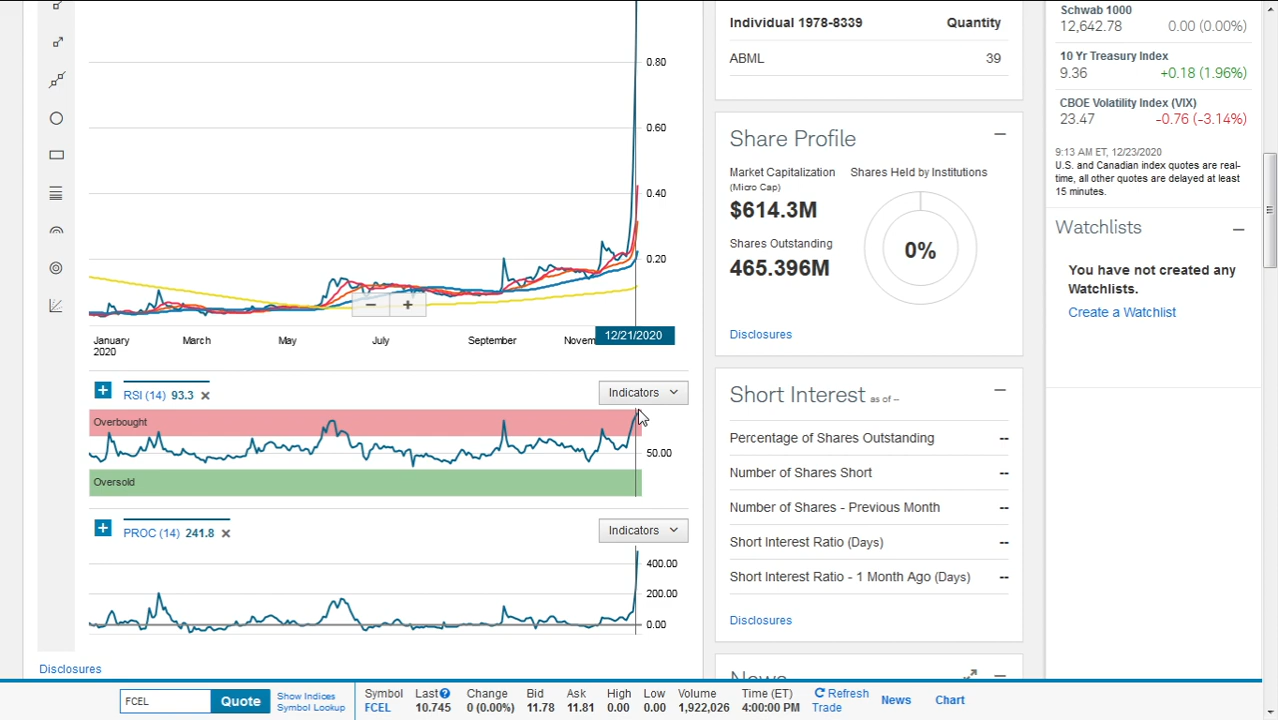 0.80
0.60
0.40
0.20
− +
12/21/2020
January
2020
March
May
July
September
Novem
+ RSI (14) 93.3 ×
Indicators
Overbought
50.00
Oversold
+ PROC (14) 241.8 ×
Indicators
400.00
200.00
0.00
Disclosures
Individual 1978-8339 Quantity
ABML 39
Share Profile
Market Capitalization
(Micro Cap)
$614.3M
Shares Outstanding
465.396M
Shares Held by Institutions
0%
Disclosures
Short Interest as of –
Percentage of Shares Outstanding --
Number of Shares Short --
Number of Shares - Previous Month --
Short Interest Ratio (Days) --
Short Interest Ratio - 1 Month Ago (Days) --
Disclosures
News
Schwab 1000
12,642.78 0.00 (0.00%)
10 Yr Treasury Index
9.36 +0.18 (1.96%)
CBOE Volatility Index (VIX)
23.47 -0.76 (-3.14%)
9:13 AM ET, 12/23/2020
U.S. and Canadian index quotes are real-
time, all other quotes are delayed at least
15 minutes.
Watchlists
You have not created any
Watchlists.
Create a Watchlist
FCEL Quote
Show Indices
Symbol Lookup
Symbol Last Change Bid Ask High Low Volume Time (ET) Refresh
FCEL 10.745 0 (0.00%) 11.78 11.81 0.00 0.00 1,922,026 4:00:00 PM Trade
News Chart